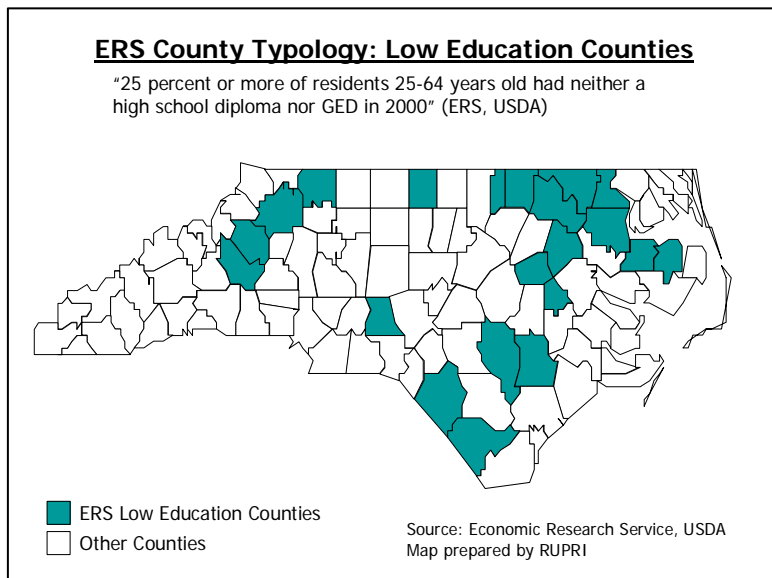 ERS County Typology: Low Education Counties
“25 percent or more of residents 25-64 years old had neither a
high school diploma nor GED in 2000” (ERS, USDA)
ERS Low Education Counties
Other Counties
Source: Economic Research Service, USDA
Map prepared by RUPRI